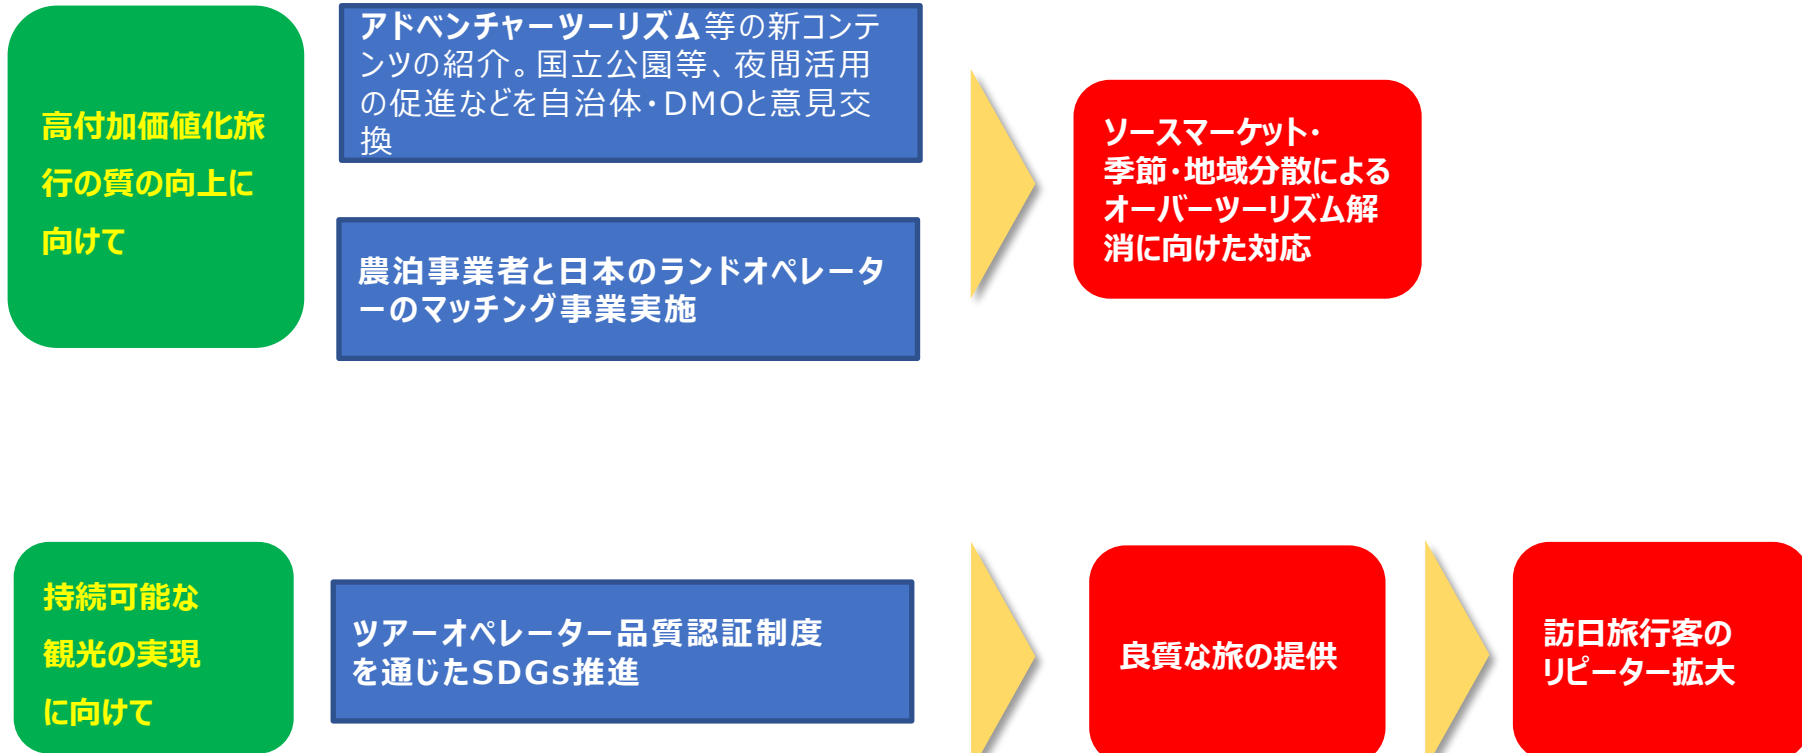 高付加価値化旅
行の質の向上に
向けて
アドベンチャーツーリズム等の新コンテ
ンツの紹介。国立公園等、夜間活用
の促進などを自治体・DMOと意見交
換
農泊事業者と日本のランドオペレータ
ーのマッチング事業実施
ソースマーケット・
季節・地域分散による
オーバーツーリズム解
消に向けた対応
持続可能な
観光の実現
に向けて
ツアーオペレーター品質認証制度
を通じたSDGs推進
良質な旅の提供
訪日旅行客の
リピーター拡大